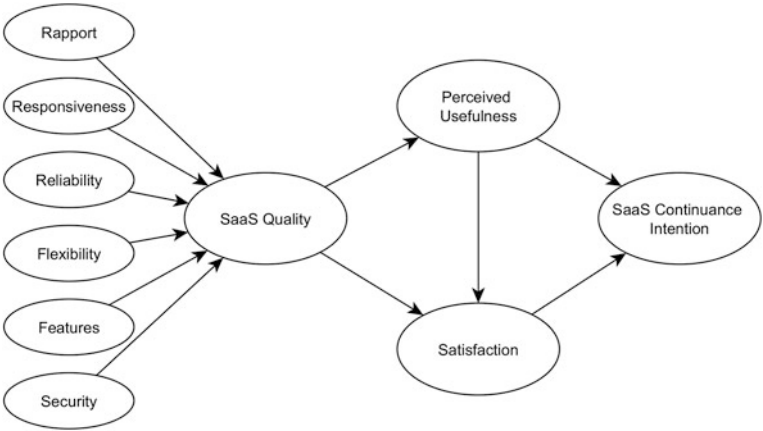 Rapport
Responsiveness
Reliability
Flexibility
Features
Security
SaaS Quality
Perceived
Usefulness
Satisfaction
SaaS Continuance
Intention